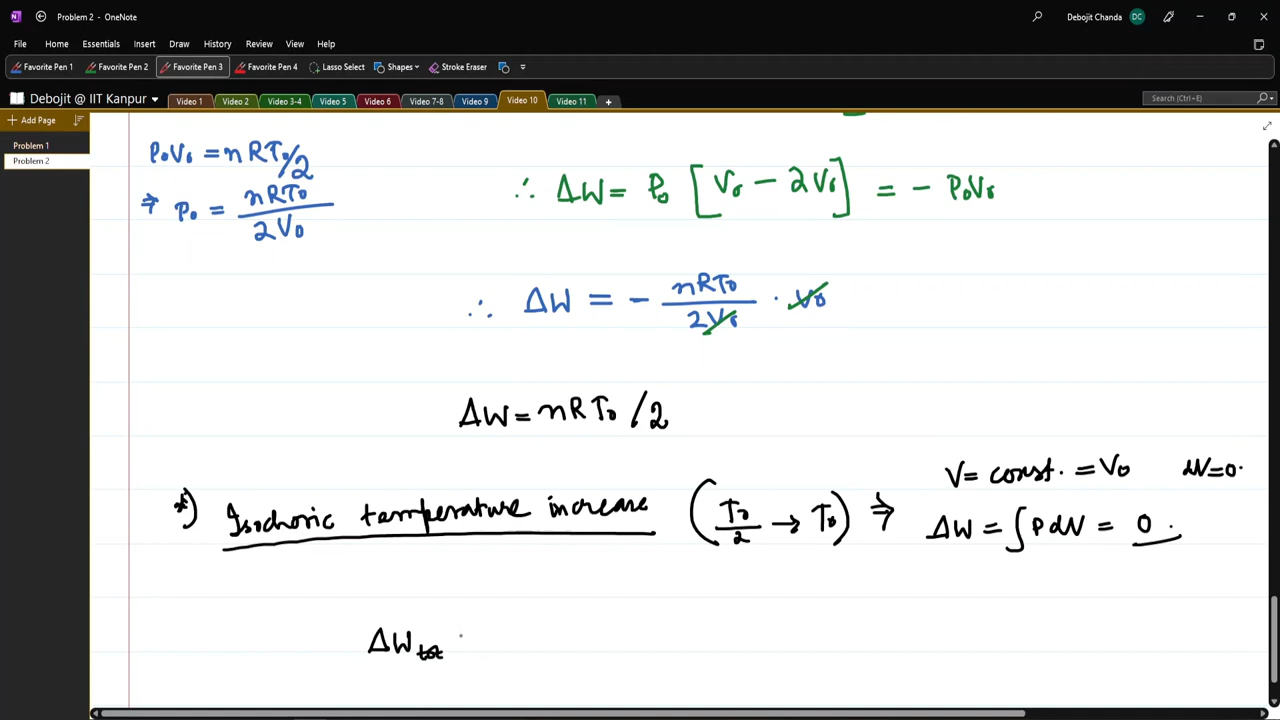 Problem 2 - OneNote
Debojit Chanda DC
File Home Essentials Insert Draw History Review View Help
Favorite Pen 1 Favorite Pen 2 Favorite Pen 3 Favorite Pen 4 Lasso Select Shapes Stroke Eraser
Debojit @ IIT Kanpur Video 1 Video 2 Video 3-4 Video 5 Video 6 Video 7-8 Video 9 Video 10 Video 11 + Search (Ctrl+E)
+ Add Page
Problem 1
Problem 2
P₀V₀ = nRT₀/2
⇒ P₀ = nRT₀ / 2V₀
∴ ΔW = P₀ [V₀ - 2V₀] = - P₀V₀
∴ ΔW = - nRT₀ / 2V₀ · V₀
ΔW = nRT₀/2
V = const. = V₀ dV=0.
*) Isochoric temperature increase (T₀/2 → T₀) ⇒ ΔW = ∫PdV = 0.
ΔWtot